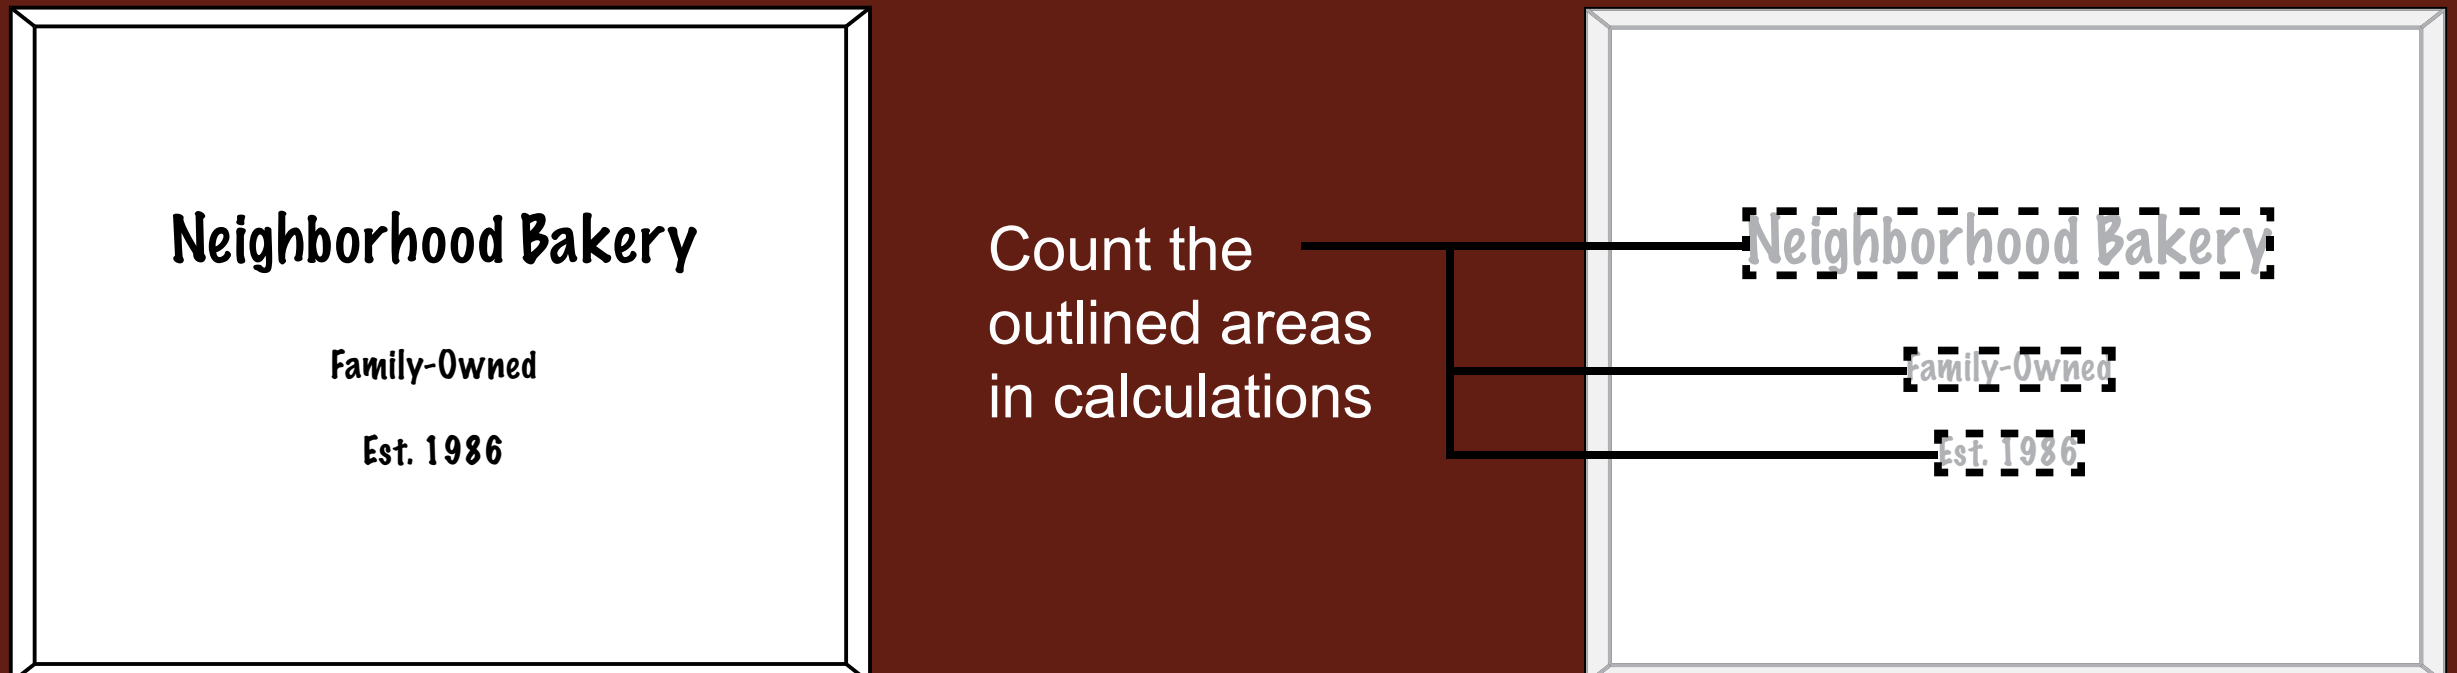 Neighborhood Bakery
Family-Owned
Est. 1986
Count the
outlined areas
in calculations
Neighborhood Bakery
Family-Owned
Est. 1986